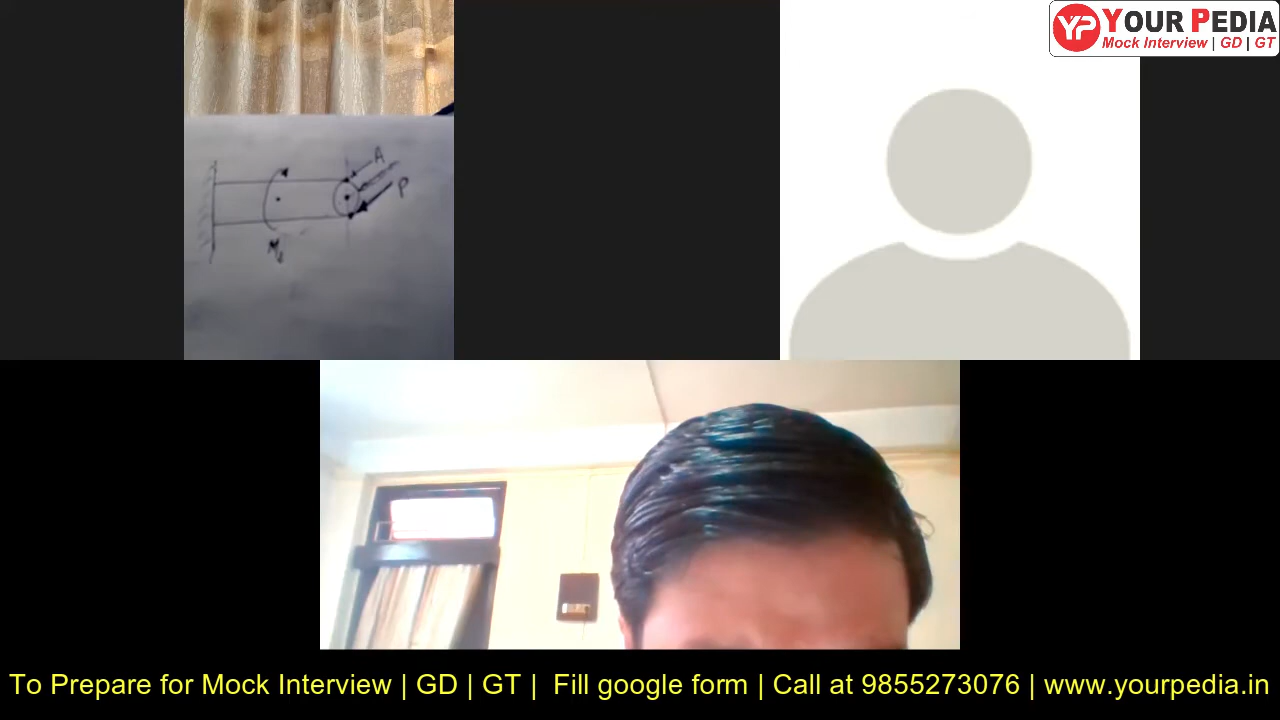 YP YOUR PEDIA
Mock Interview | GD | GT
A
P
To Prepare for Mock Interview | GD | GT | Fill google form | Call at 9855273076 | www.yourpedia.in